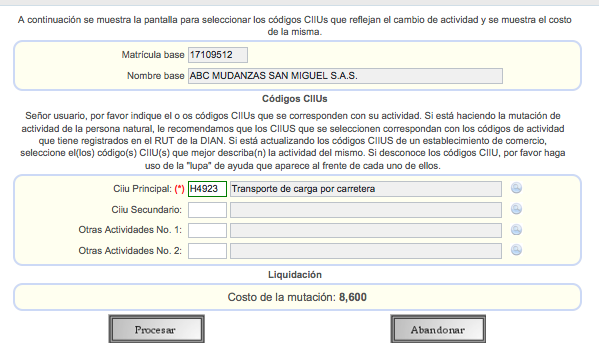 A continuación se muestra la pantalla para seleccionar los códigos CIIUs que reflejan el cambio de actividad y se muestra el costo
de la misma.
Matrícula base 17109512
Nombre base ABC MUDANZAS SAN MIGUEL S.A.S.
Códigos CIIUs
Señor usuario, por favor indique el o os códigos CIIUs que se corresponden con su actividad. Si está haciendo la mutación de
actividad de la persona natural, le recomendamos que los CIIUS que se seleccionen correspondan con los códigos de actividad
que tiene registrados en el RUT de la DIAN. Si está actualizando los códigos CIIUS de un establecimiento de comercio,
seleccione el(los) código(s) CIIU(s) que mejor describa(n) la actividad del mismo. Si desconoce los códigos CIIU, por favor haga
uso de la "lupa" de ayuda que aparece al frente de cada uno de ellos.
Ciiu Principal: (*) H4923 Transporte de carga por carretera
Ciiu Secundario:
Otras Actividades No. 1:
Otras Actividades No. 2:
Liquidación
Costo de la mutación: 8,600
Procesar Abandonar